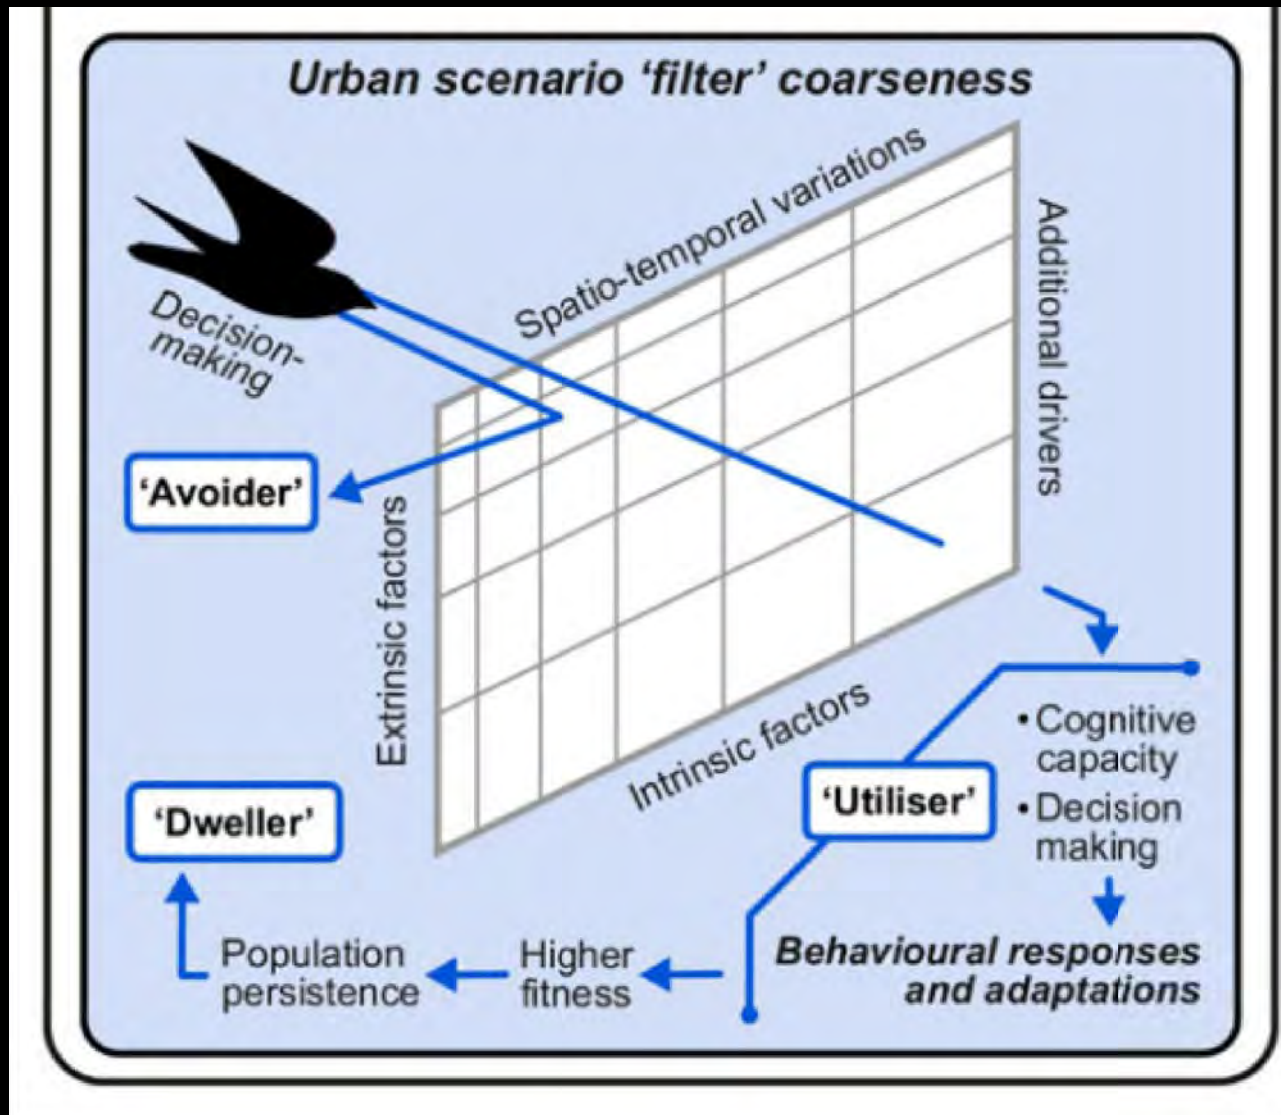 Urban scenario ‘filter’ coarseness
Spatio-temporal variations
Additional drivers
Decision-
making
‘Avoider’
Extrinsic factors
Intrinsic factors
‘Utiliser’
• Cognitive
capacity
• Decision
making
Behavioural responses
and adaptations
Higher
fitness
Population
persistence
‘Dweller’